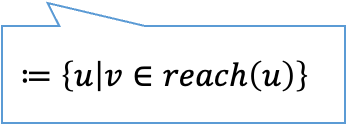 ≔ {𝑢|𝑣 ∈ 𝑟𝑒𝑎𝑐ℎ(𝑢)}